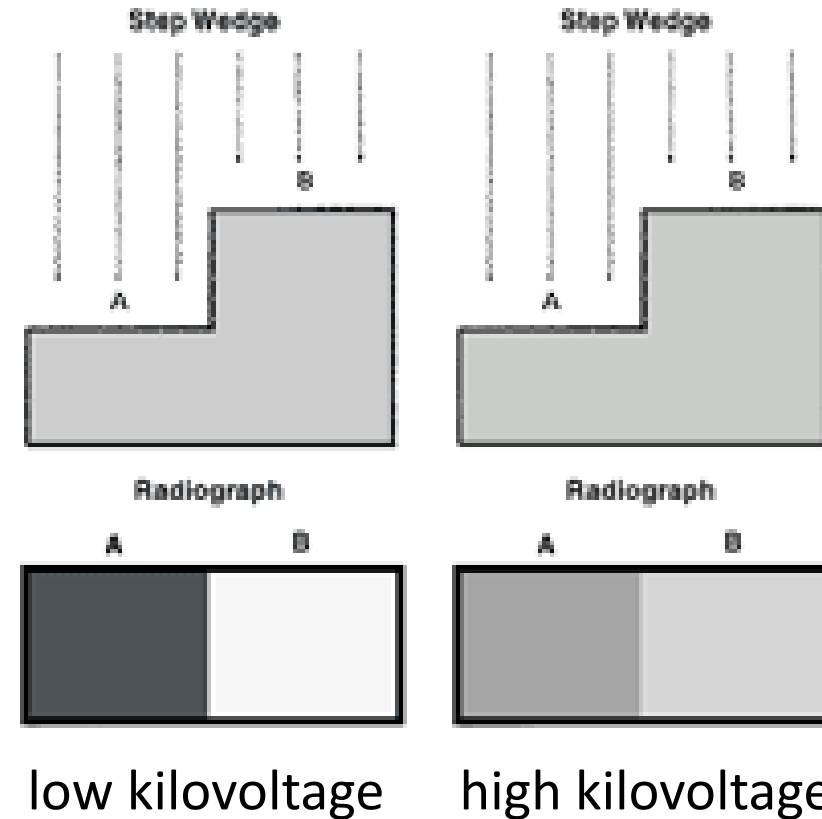 Step Wedge
Step Wedge
B
B
A
A
Radiograph
Radiograph
A B
A B
low kilovoltage
high kilovoltage